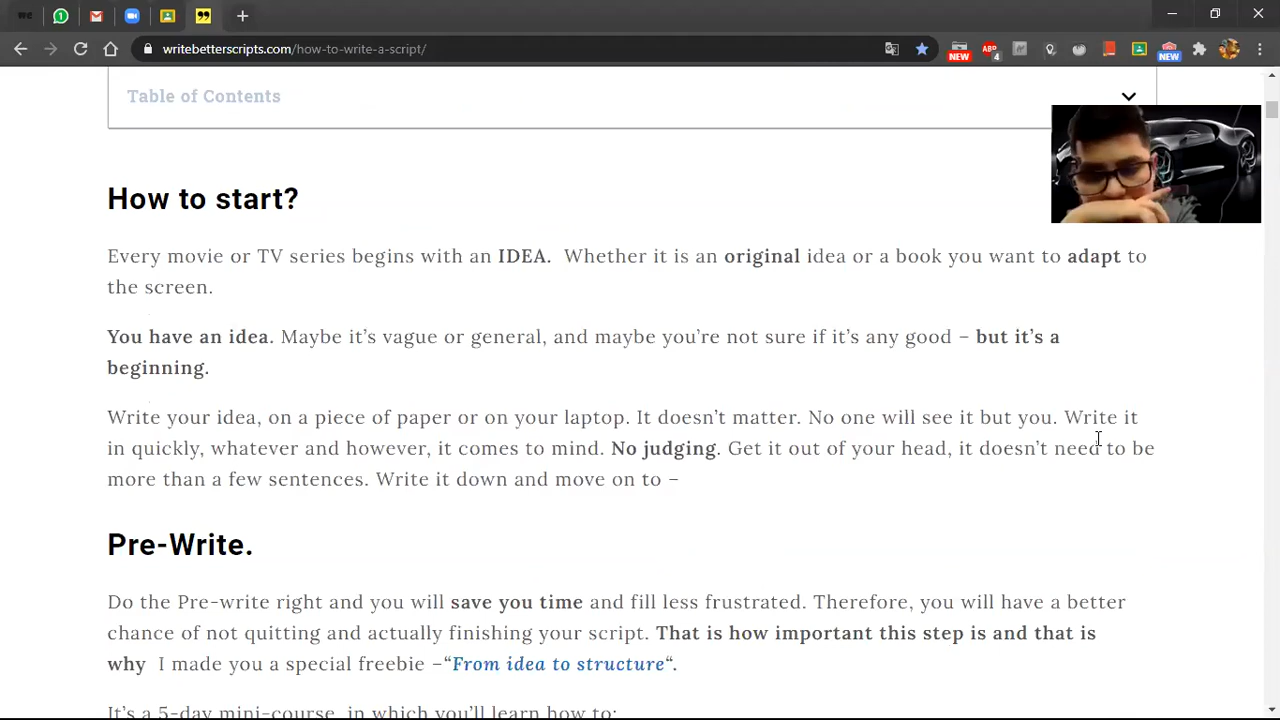 we
writebetterscripts.com/how-to-write-a-script/
NEW
ABP
4
NEW
Table of Contents
How to start?
Every movie or TV series begins with an IDEA.  Whether it is an original idea or a book you want to adapt to
the screen.
You have an idea. Maybe it’s vague or general, and maybe you’re not sure if it’s any good – but it’s a
beginning.
Write your idea, on a piece of paper or on your laptop. It doesn’t matter. No one will see it but you. Write it
in quickly, whatever and however, it comes to mind. No judging. Get it out of your head, it doesn’t need to be
more than a few sentences. Write it down and move on to –
Pre-Write.
Do the Pre-write right and you will save you time and fill less frustrated. Therefore, you will have a better
chance of not quitting and actually finishing your script. That is how important this step is and that is
why  I made you a special freebie –“From idea to structure“.
It’s a 5-day mini-course, in which you’ll learn how to: